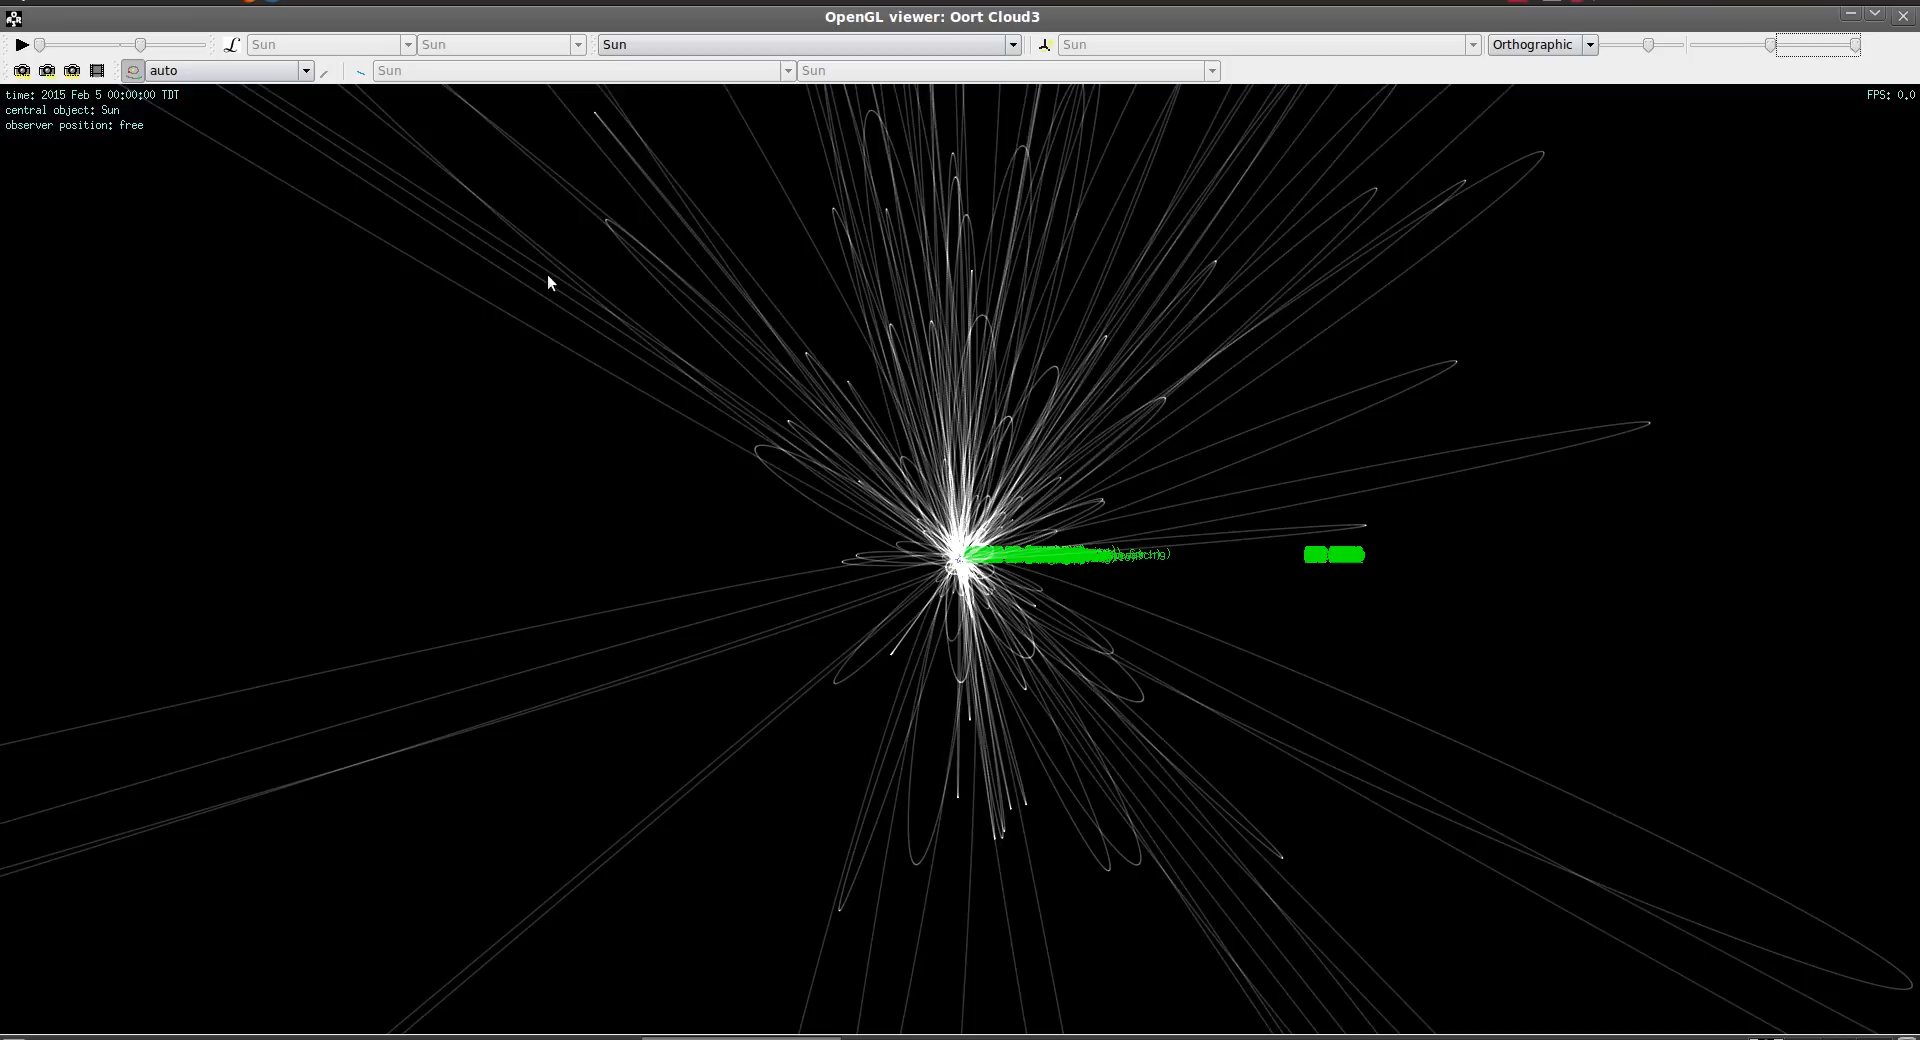 OpenGL viewer: Oort Cloud3
Sun Sun Sun Sun Orthographic
auto Sun Sun
time: 2015 Feb 5 00:00:00 TDT
FPS: 0.0
central object: Sun
observer position: free